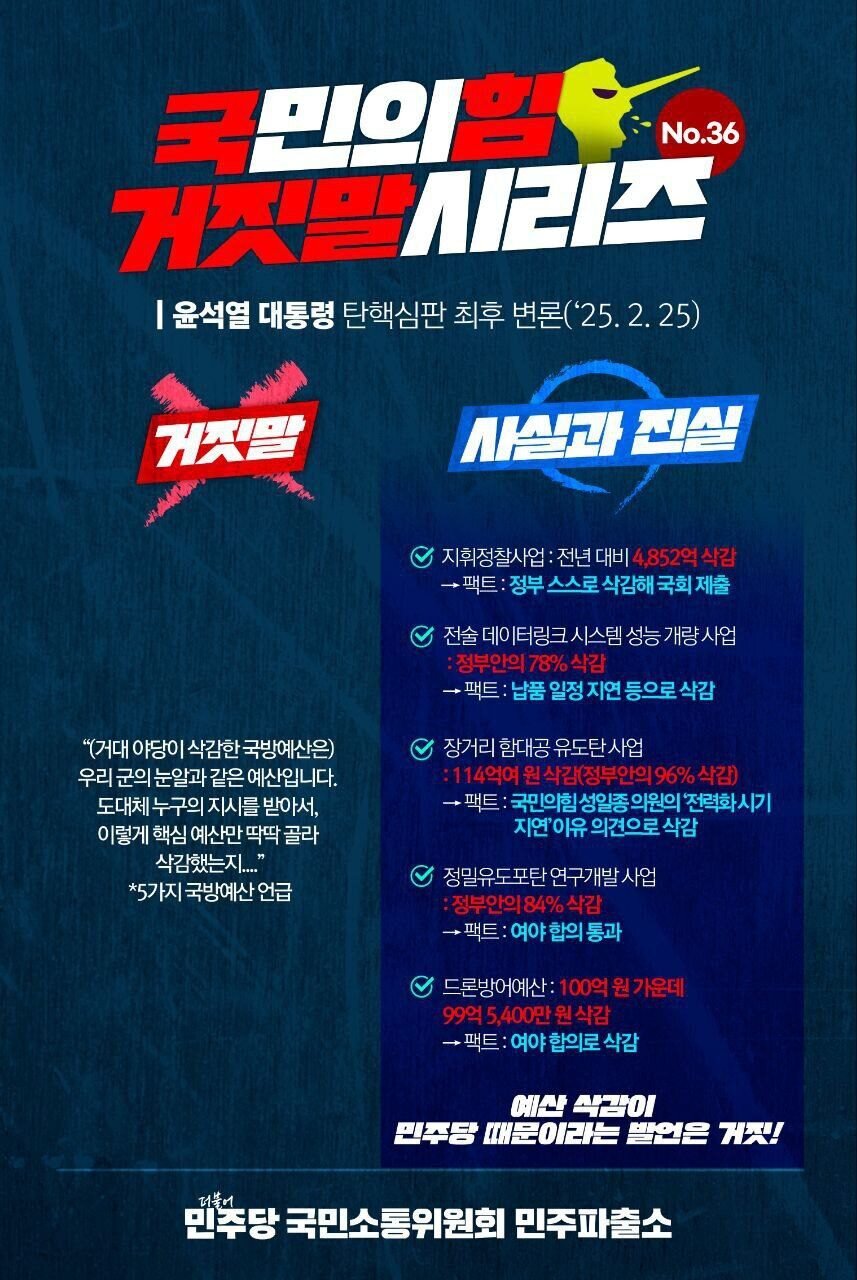 국민의힘
No.36
거짓말시리즈
윤석열 대통령 탄핵심판 최후 변론(‘25. 2. 25)
거짓말
“(거대 야당이 삭감한 국방예산은)
우리 군의 눈알과 같은 예산입니다.
도대체 누구의 지시를 받아서,
이렇게 핵심 예산만 딱딱 골라
삭감했는지....”
*5가지 국방예산 언급
사실과 진실
지휘정찰사업 : 전년 대비 4,852억 삭감
→ 팩트 : 정부 스스로 삭감해 국회 제출
전술 데이터링크 시스템 성능 개량 사업
: 정부안의 78% 삭감
→ 팩트 : 납품 일정 지연 등으로 삭감
장거리 함대공 유도탄 사업
: 114억여 원 삭감(정부안의 96% 삭감)
→ 팩트 : 국민의힘 성일종 의원의 ‘전력화 시기
지연’ 이유 의견으로 삭감
정밀유도포탄 연구개발 사업
: 정부안의 84% 삭감
→ 팩트 : 여야 합의 통과
드론방어예산 : 100억 원 가운데
99억 5,400만 원 삭감
→ 팩트 : 여야 합의로 삭감
예산 삭감이
민주당 때문이라는 발언은 거짓!
더불어
민주당 국민소통위원회 민주파출소